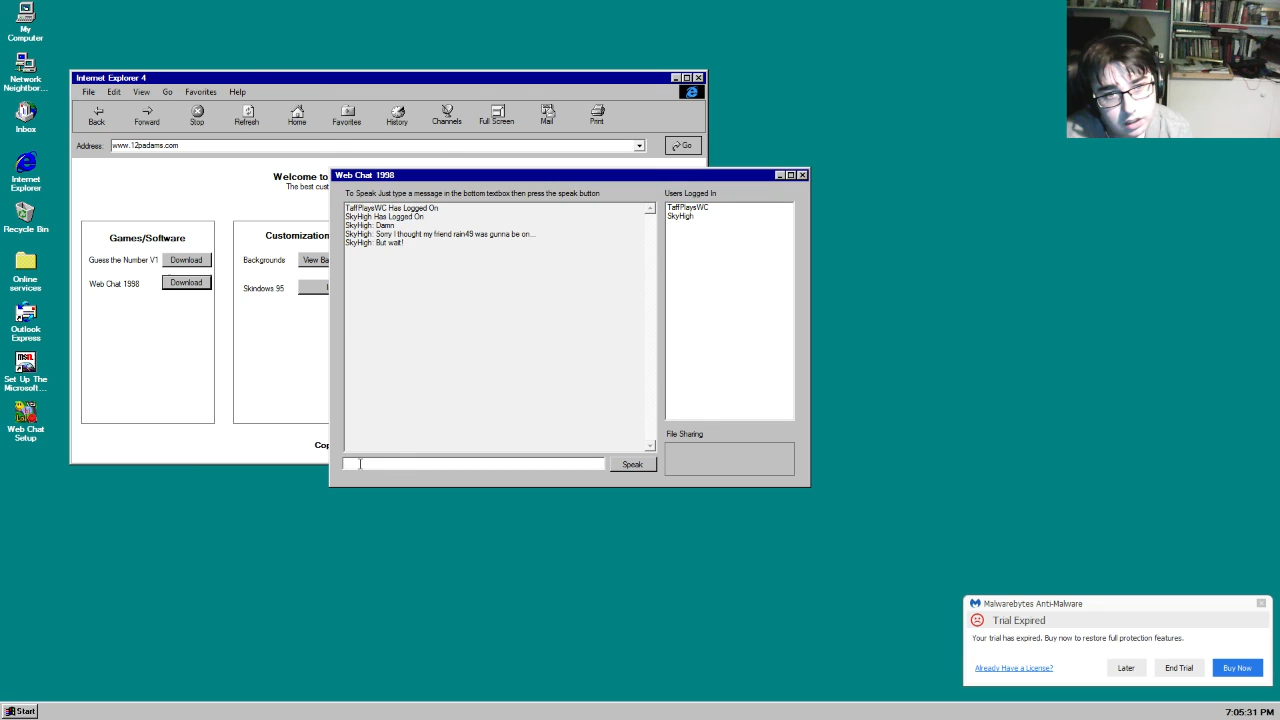 My
Computer
Network
Neighbor...
Inbox
Internet
Explorer
Recycle Bin
Online
services
Outlook
Express
msn.
Set Up The
Microsoft...
Web Chat
Setup
Internet Explorer 4
File Edit View Go Favorites Help
Back Forward Stop Refresh Home Favorites History Channels Full Screen Mail Print
Address: www.12padams.com Go
Welcome to
The best cust
Games/Software
Guess the Number V1 Download
Web Chat 1998 Download
Customization
Backgrounds View Ba
Skindows 95
Cop
Web Chat 1998
To Speak Just type a message in the bottom textbox then press the speak button
TaffPlaysWC Has Logged On
SkyHigh Has Logged On
SkyHigh: Damn
SkyHigh: Sorry I thought my friend rain49 was gunna be on...
SkyHigh: But wait!
Speak
Users Logged In
TaffPlaysWC
SkyHigh
File Sharing
Malwarebytes Anti-Malware
Trial Expired
Your trial has expired. Buy now to restore full protection features.
Already Have a License? Later End Trial Buy Now
Start 7:05:31 PM